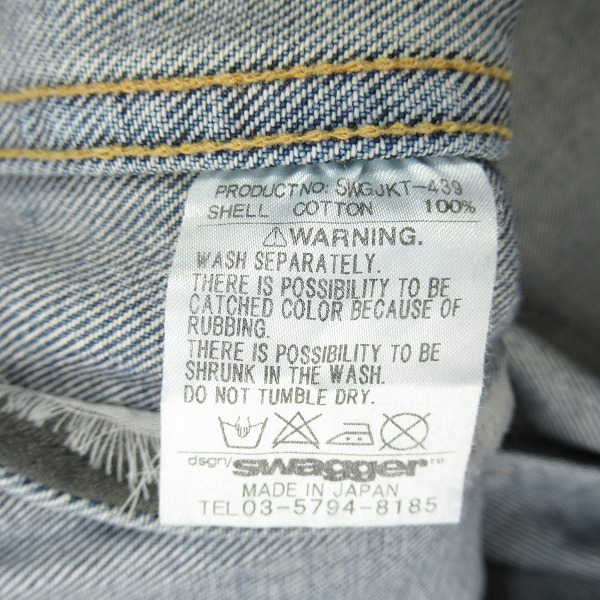 PRODUCT NO: SWGJKT-439
SHELL COTTON 100%
⚠WARNING.
WASH SEPARATELY.
THERE IS POSSIBILITY TO BE
CATCHED COLOR BECAUSE OF
RUBBING.
THERE IS POSSIBILITY TO BE
SHRUNK IN THE WASH.
DO NOT TUMBLE DRY.
dsgn/swagger™
MADE IN JAPAN
TEL 03-5794-8185